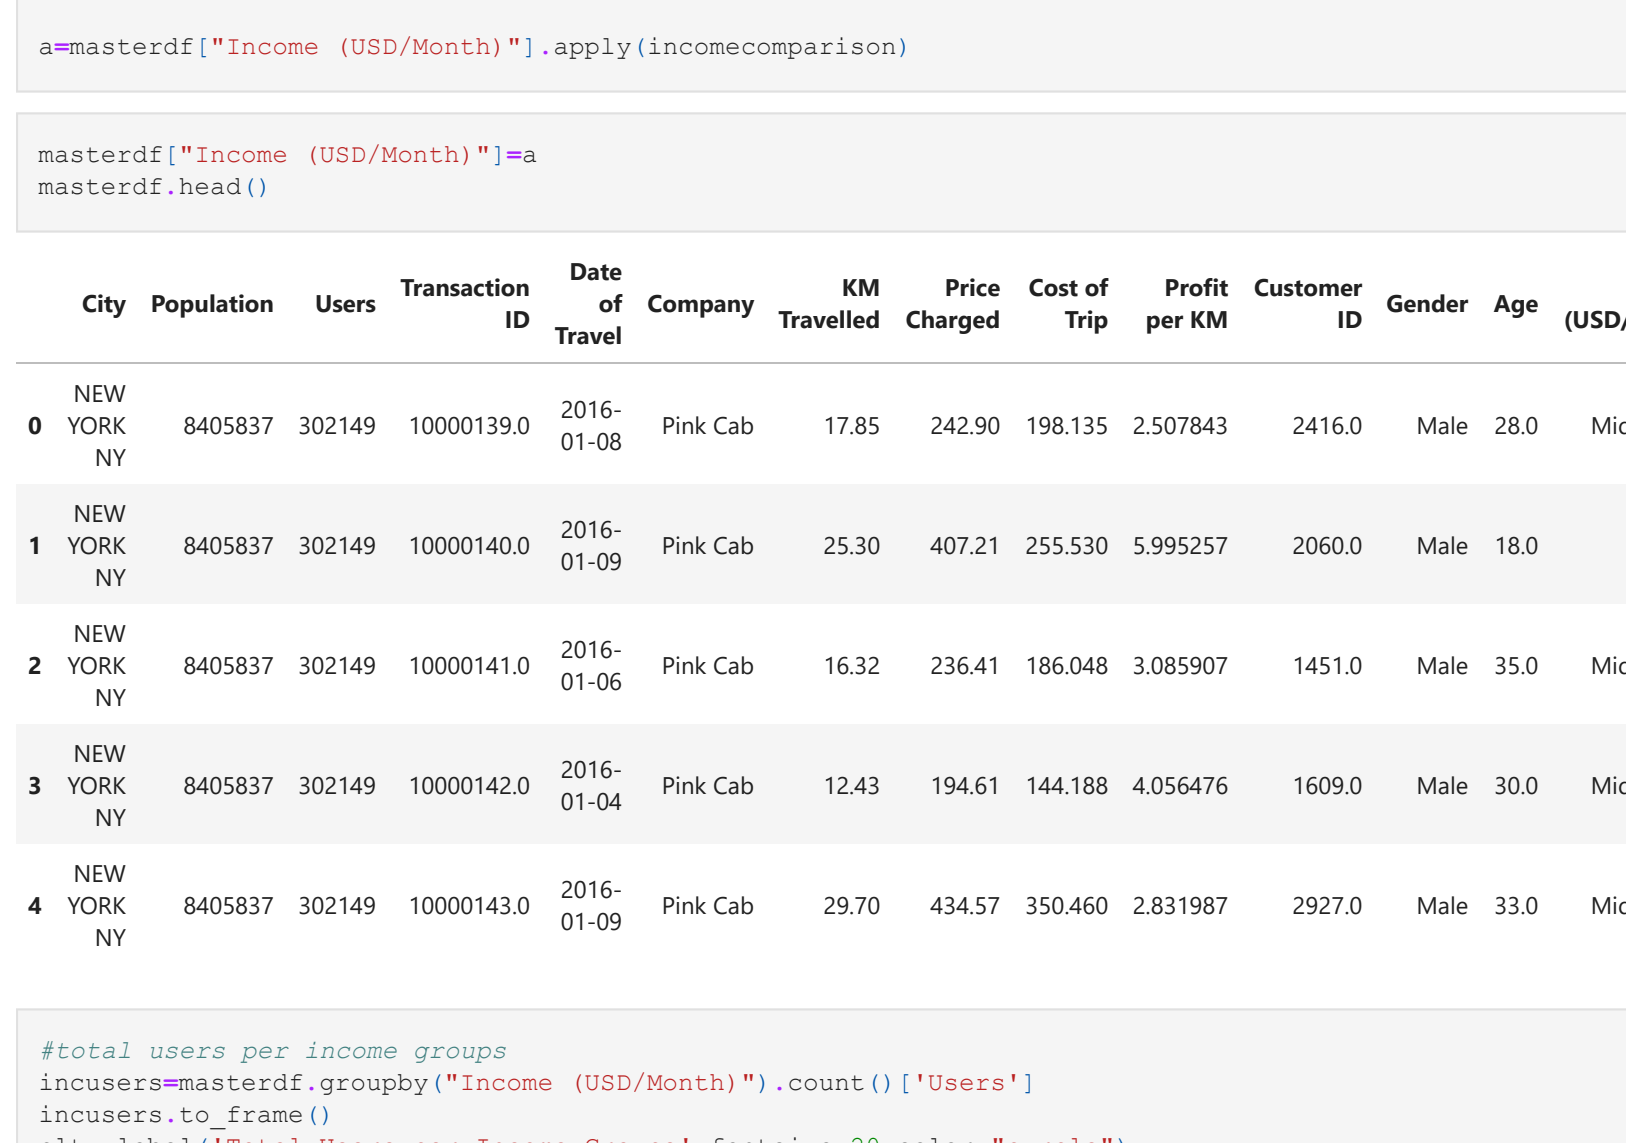 a=masterdf["Income (USD/Month)"].apply(incomecomparison)
masterdf["Income (USD/Month)"]=a
masterdf.head()
City Population Users Transaction ID Date of Travel Company KM Travelled Price Charged Cost of Trip Profit per KM Customer ID Gender Age (USD/
0 NEW YORK NY 8405837 302149 10000139.0 2016-01-08 Pink Cab 17.85 242.90 198.135 2.507843 2416.0 Male 28.0
1 NEW YORK NY 8405837 302149 10000140.0 2016-01-09 Pink Cab 25.30 407.21 255.530 5.995257 2060.0 Male 18.0
2 NEW YORK NY 8405837 302149 10000141.0 2016-01-06 Pink Cab 16.32 236.41 186.048 3.085907 1451.0 Male 35.0
3 NEW YORK NY 8405837 302149 10000142.0 2016-01-04 Pink Cab 12.43 194.61 144.188 4.056476 1609.0 Male 30.0
4 NEW YORK NY 8405837 302149 10000143.0 2016-01-09 Pink Cab 29.70 434.57 350.460 2.831987 2927.0 Male 33.0
#total users per income groups
incusers=masterdf.groupby("Income (USD/Month)").count()['Users']
incusers.to_frame()